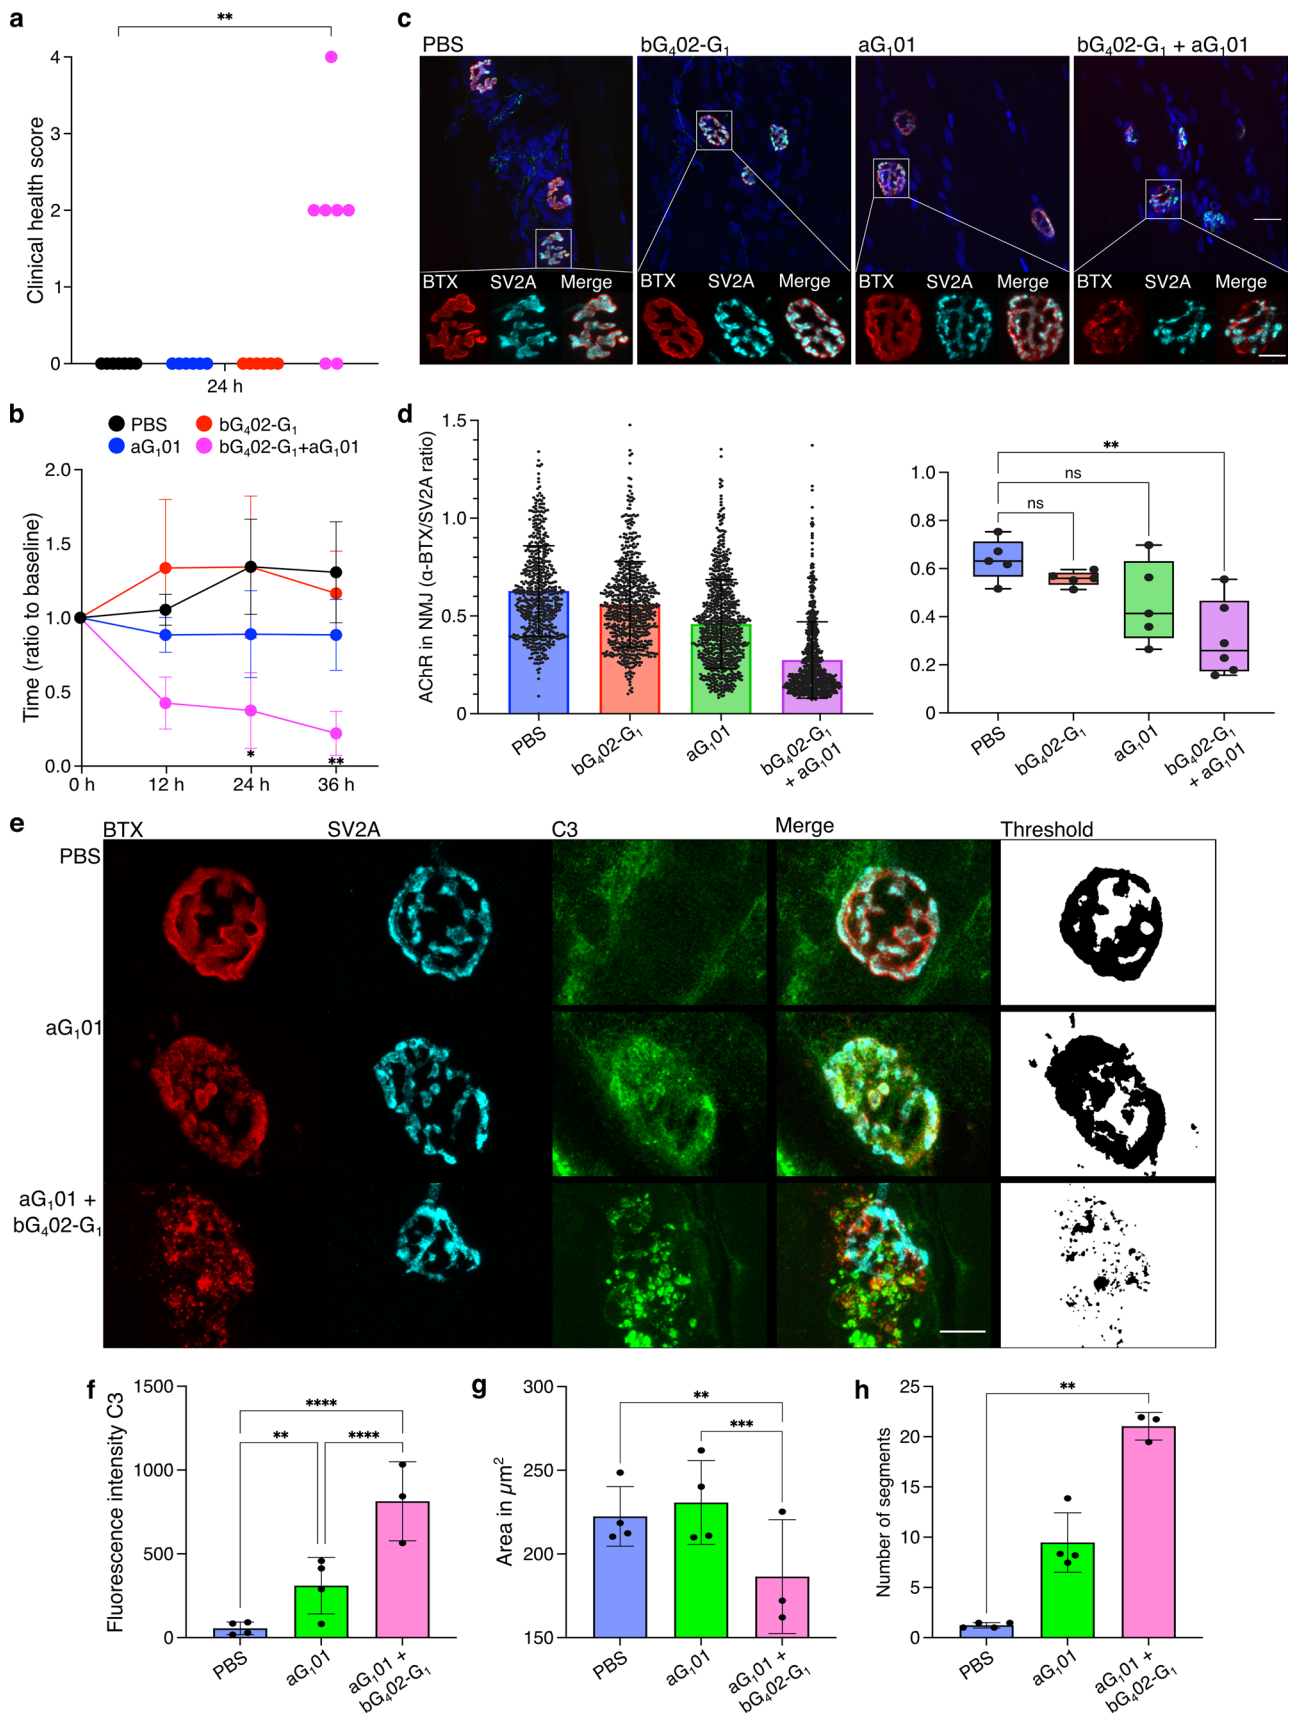 a
**
Clinical health score
4
3
2
1
0
24 h
b
PBS
bG₄02-G₁
aG₁01
bG₄02-G₁+aG₁01
Time (ratio to baseline)
2.0
1.5
1.0
0.5
0.0
*
**
0 h
12 h
24 h
36 h
c
PBS
bG₄02-G₁
aG₁01
bG₄02-G₁ + aG₁01
BTX SV2A Merge
BTX SV2A Merge
BTX SV2A Merge
BTX SV2A Merge
d
AChR in NMJ (α-BTX/SV2A ratio)
1.5
1.0
0.5
0
PBS
bG₄02-G₁
aG₁01
bG₄02-G₁
+ aG₁01
**
ns
ns
1.0
0.8
0.6
0.4
0.2
0
PBS
bG₄02-G₁
aG₁01
bG₄02-G₁
+ aG₁01
e
BTX
SV2A
C3
Merge
Threshold
PBS
aG₁01
aG₁01 +
bG₄02-G₁
f
Fluorescence intensity C3
1500
1000
500
0
****
**
****
PBS
aG₁01
aG₁01 +
bG₄02-G₁
g
Area in µm²
300
250
200
150
**
***
PBS
aG₁01
aG₁01 +
bG₄02-G₁
h
Number of segments
25
20
15
10
5
0
**
PBS
aG₁01
aG₁01 +
bG₄02-G₁